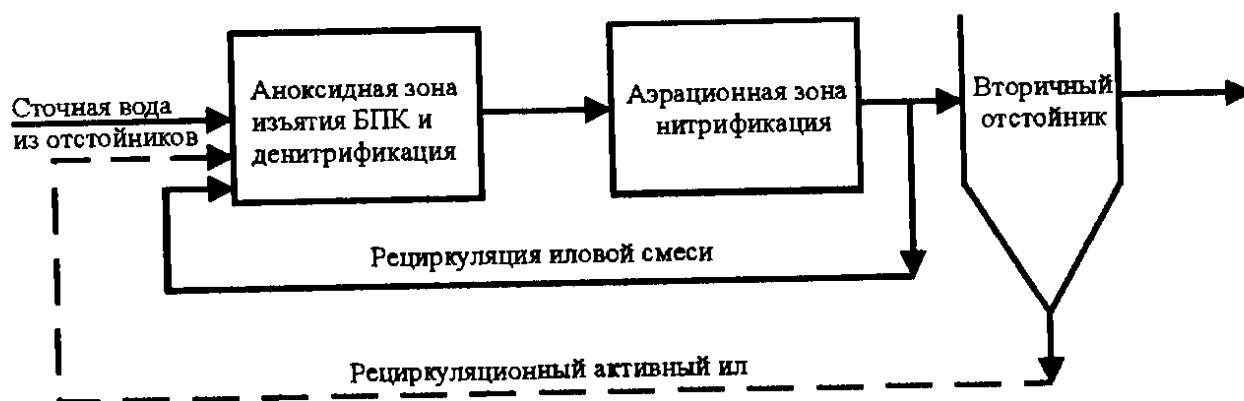 Сточная вода
из отстойников
Аноксидная зона
изъятия БПК и
денитрификация
Аэрационная зона
нитрификация
Вторичный
отстойник
Рециркуляция иловой смеси
Рециркуляционный активный ил